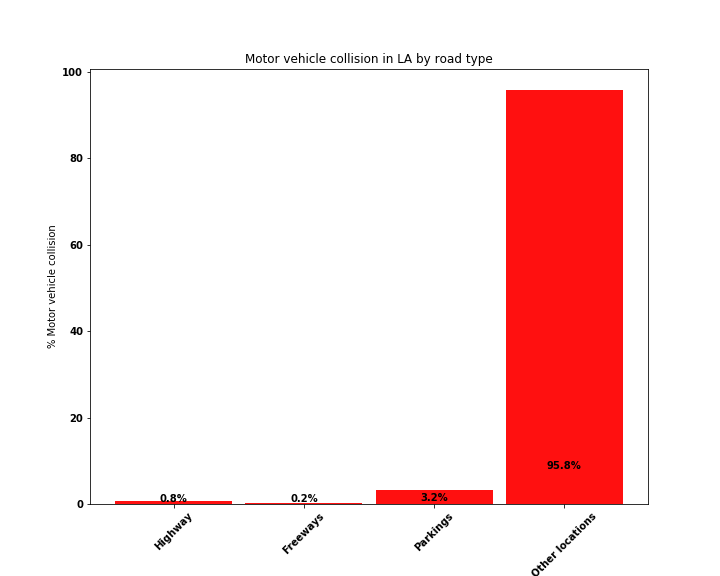 Motor vehicle collision in LA by road type
100
80
60
40
20
0
% Motor vehicle collision
0.8%
0.2%
3.2%
95.8%
Highway
Freeways
Parkings
Other locations